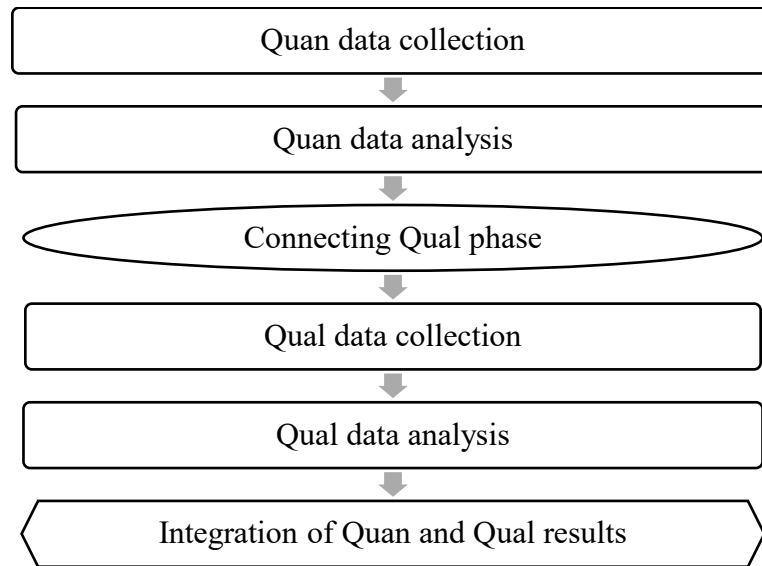 Quan data collection
Quan data analysis
Connecting Qual phase
Qual data collection
Qual data analysis
Integration of Quan and Qual results